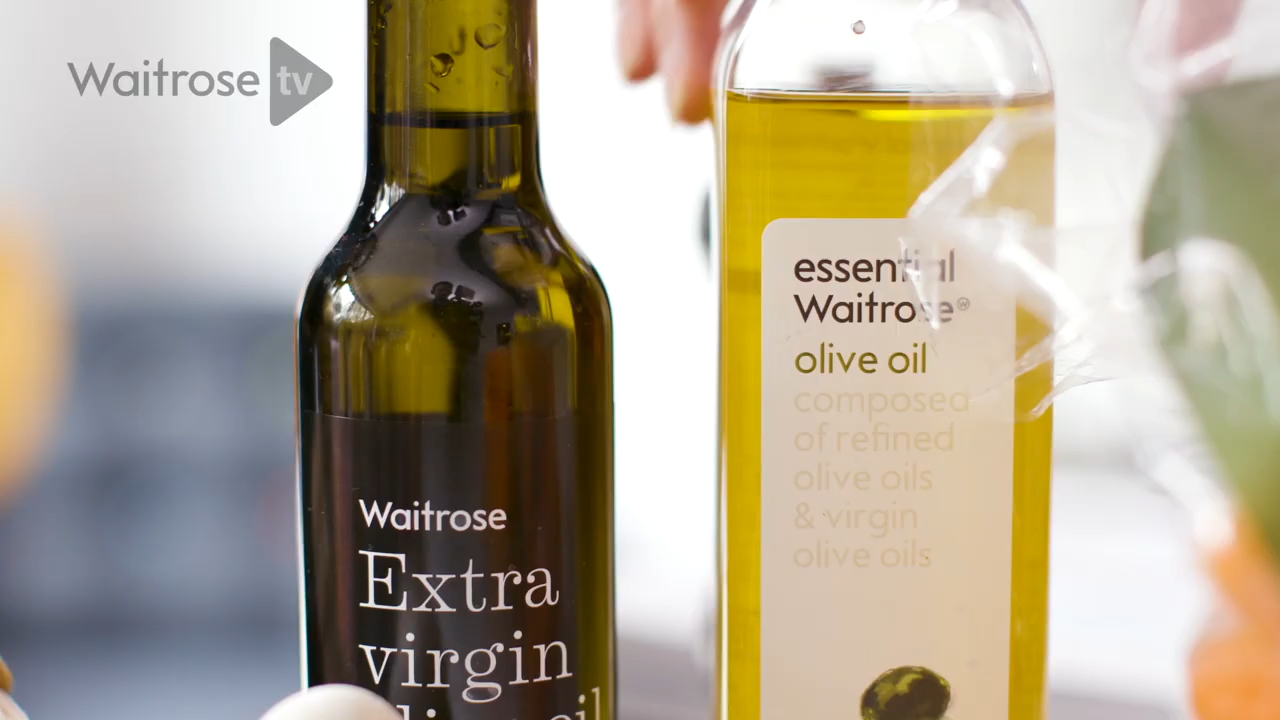 Waitrose tv
Waitrose
Extra
virgin
essential
Waitrose
olive oil
composed
of refined
olive oils
& virgin
olive oils